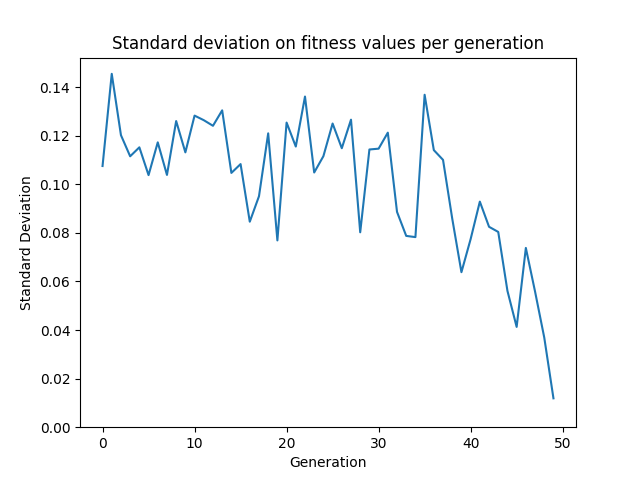 Standard deviation on fitness values per generation
0.14
0.12
0.10
0.08
0.06
0.04
0.02
0.00
Standard Deviation
0 10 20 30 40 50
Generation